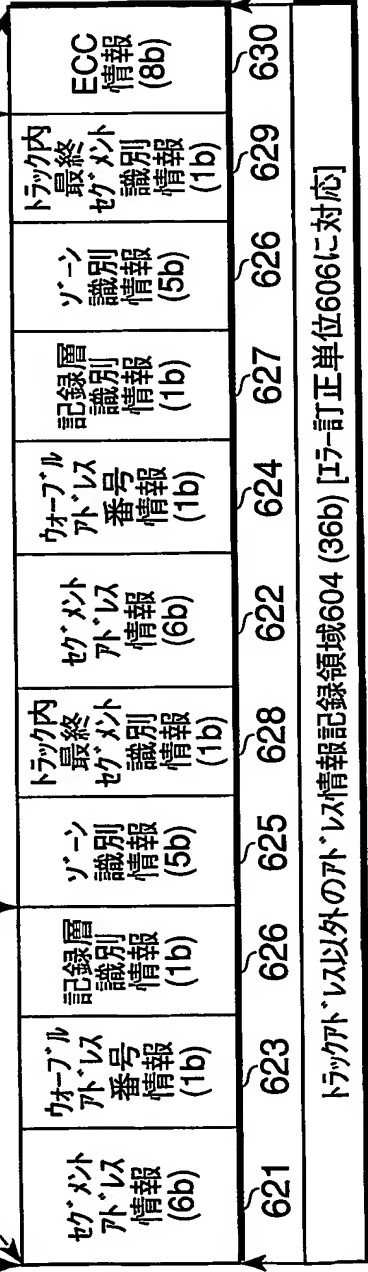 セグメント
アドレス
情報
(6b)
ウォーブル
アドレス
番号
情報
(1b)
記録層
識別
情報
(1b)
ゾーン
識別
情報
(5b)
トラック内
最終
セグメント
識別
情報
(1b)
セグメント
アドレス
情報
(6b)
ウォーブル
アドレス
番号
情報
(1b)
記録層
識別
情報
(1b)
ゾーン
識別
情報
(5b)
トラック内
最終
セグメント
識別
情報
(1b)
ECC
情報
(8b)
621
623
626
625
628
622
624
627
626
629
630
トラックアドレス以外のアドレス情報記録領域604 (36b) [エラー訂正単位606に対応]